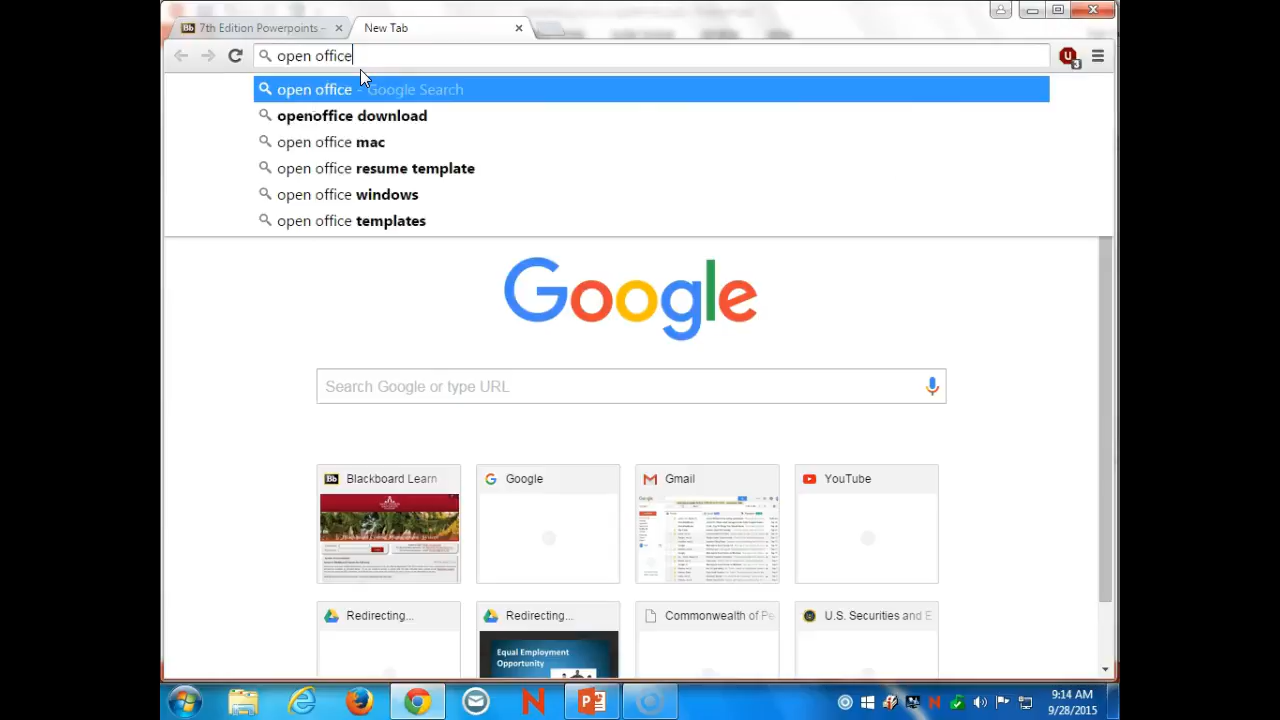 7th Edition Powerpoints -
New Tab
open office
open office - Google Search
openoffice download
open office mac
open office resume template
open office windows
open office templates
Google
Search Google or type URL
Blackboard Learn
Google
Gmail
YouTube
Redirecting...
Redirecting...
Commonwealth of Pe
U.S. Securities and E
Equal Employment
Opportunity
9:14 AM
9/28/2015